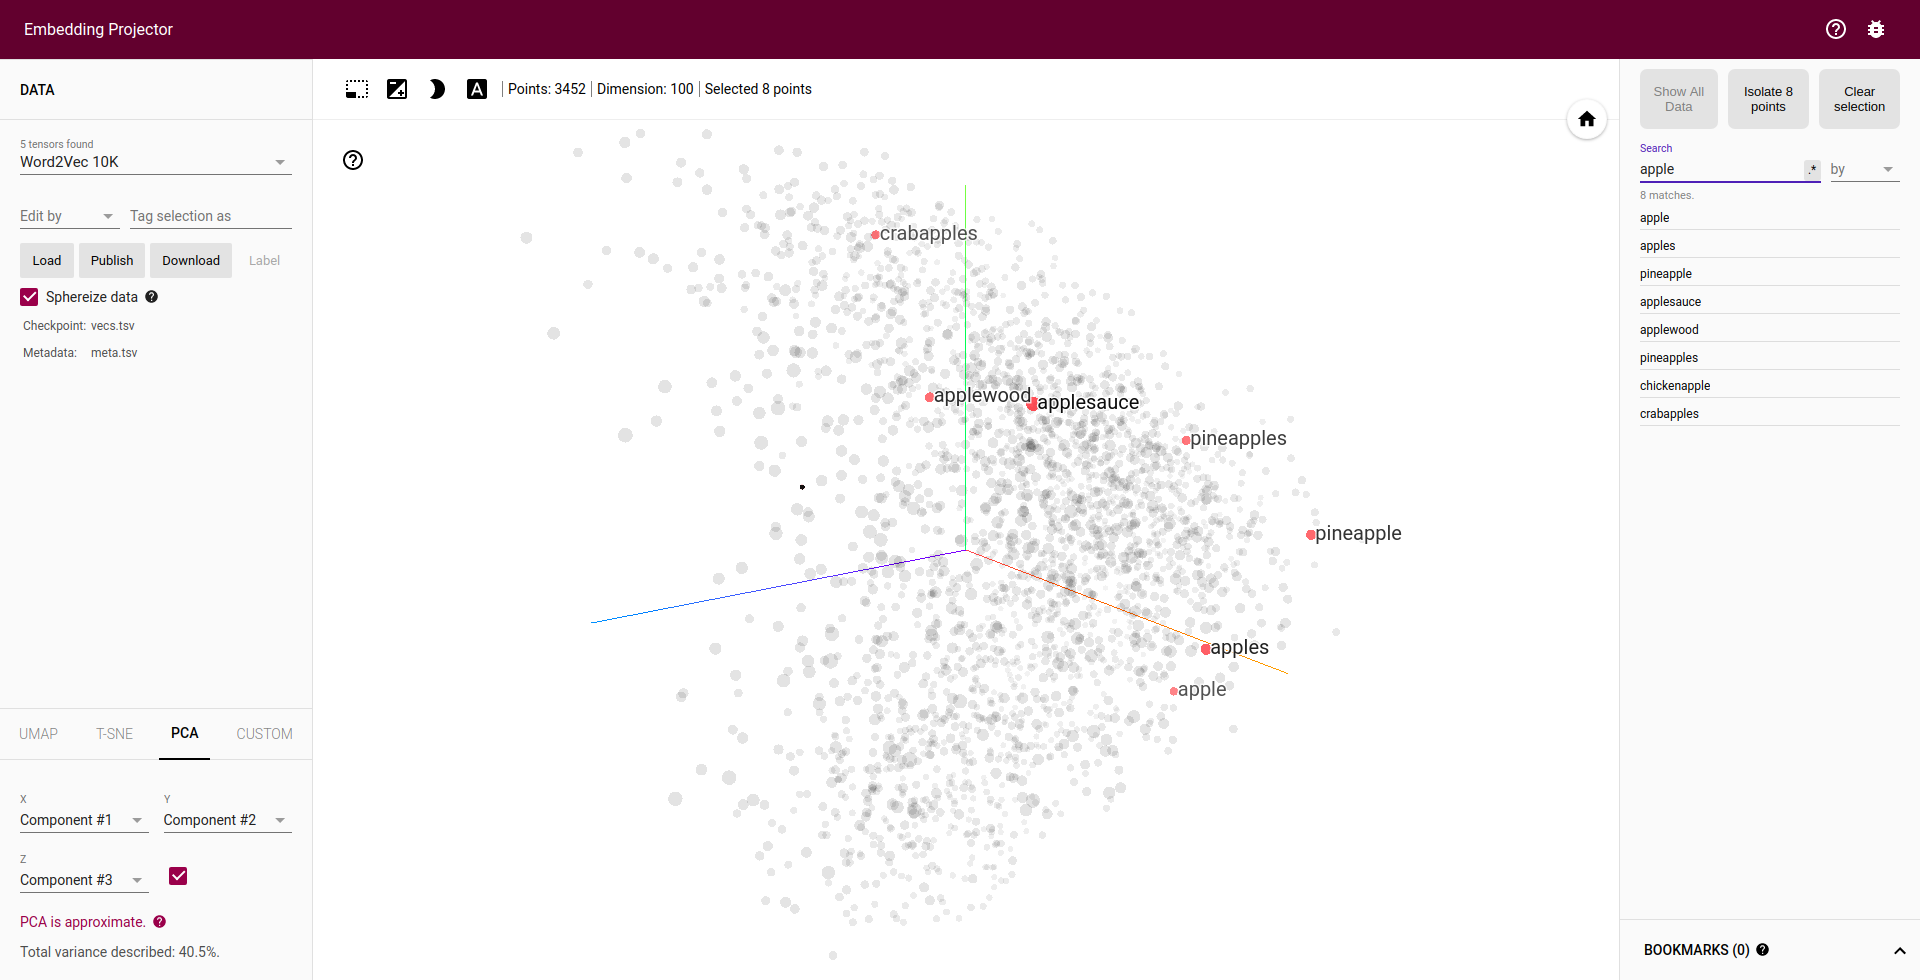 Embedding Projector
DATA
5 tensors found
Word2Vec 10K
Edit by
Tag selection as
Load
Publish
Download
Label
Sphereize data
Checkpoint: vecs.tsv
Metadata: meta.tsv
UMAP
T-SNE
PCA
CUSTOM
X
Component #1
Y
Component #2
Z
Component #3
PCA is approximate.
Total variance described: 40.5%.
A
Points: 3452
Dimension: 100
Selected 8 points
crabapples
applewood
applesauce
pineapples
pineapple
apples
apple
Show All
Data
Isolate 8
points
Clear
selection
Search
apple
.*
by
8 matches.
apple
apples
pineapple
applesauce
applewood
pineapples
chickenapple
crabapples
BOOKMARKS (0)